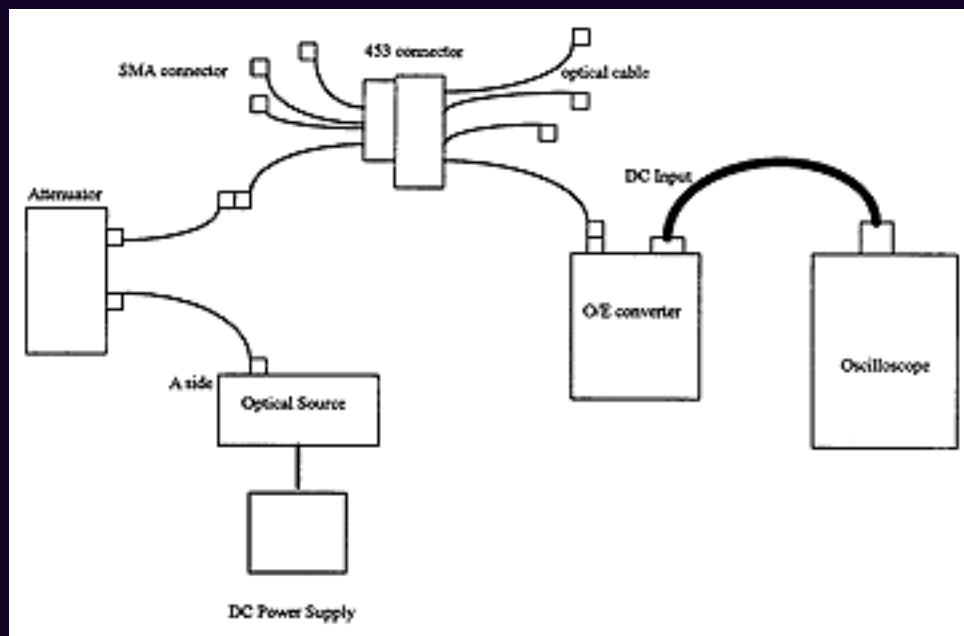 453 connector
SMA connector
optical cable
DC Input
Attenuator
O/E converter
Oscilloscope
A side
Optical Source
DC Power Supply